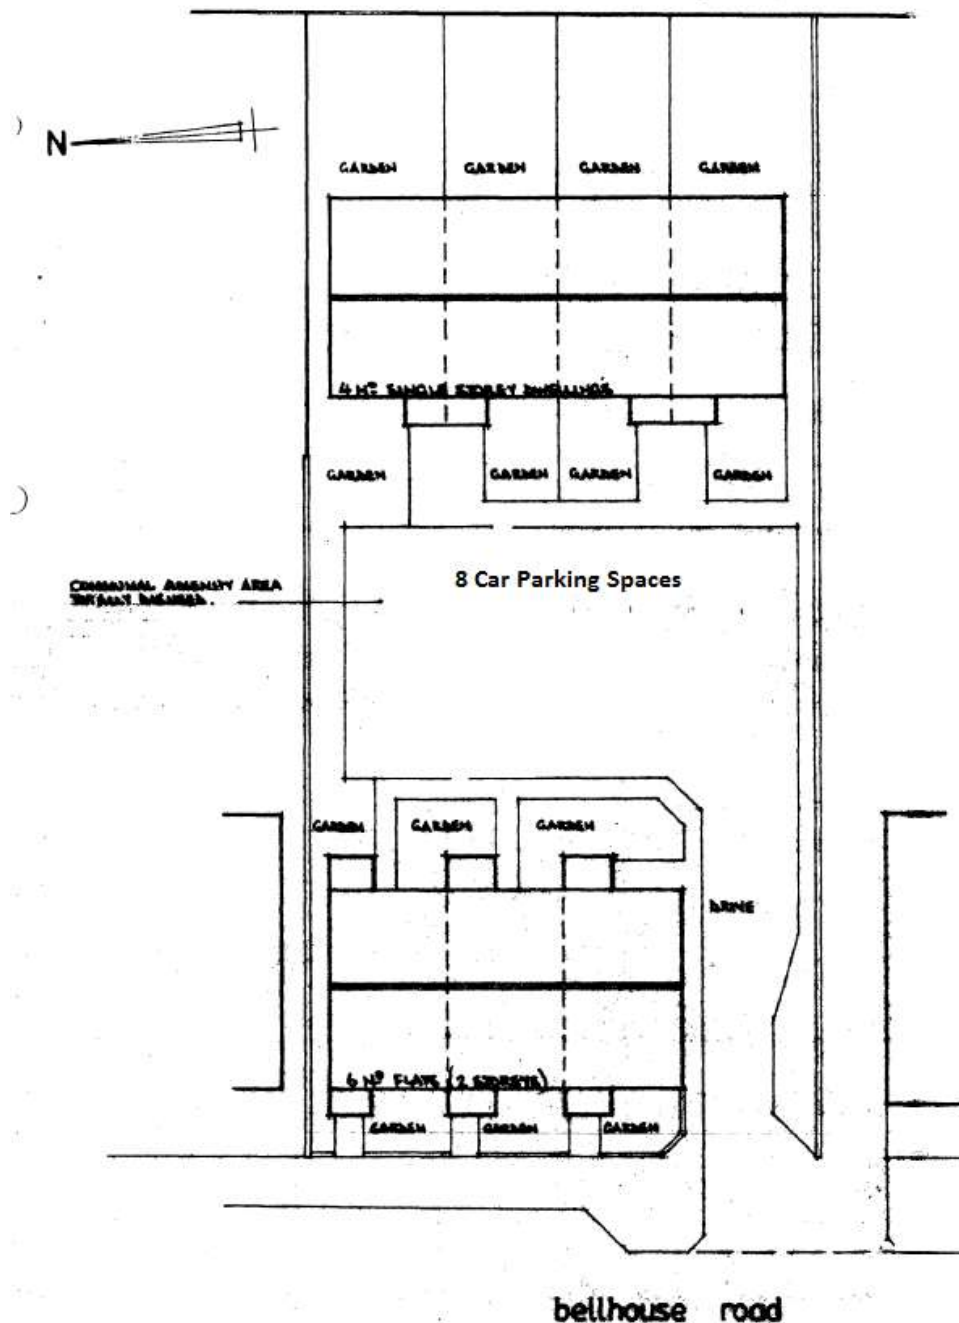 N
GARDEN GARDEN GARDEN GARDEN
4 NO SINGLE STOREY DWELLINGS
GARDEN GARDEN GARDEN GARDEN
8 Car Parking Spaces
COMMUNAL AMENITY AREA
GARDEN GARDEN GARDEN
DRIVE
6 NO FLATS (2 STOREYS)
GARDEN GARDEN GARDEN
bellhouse road